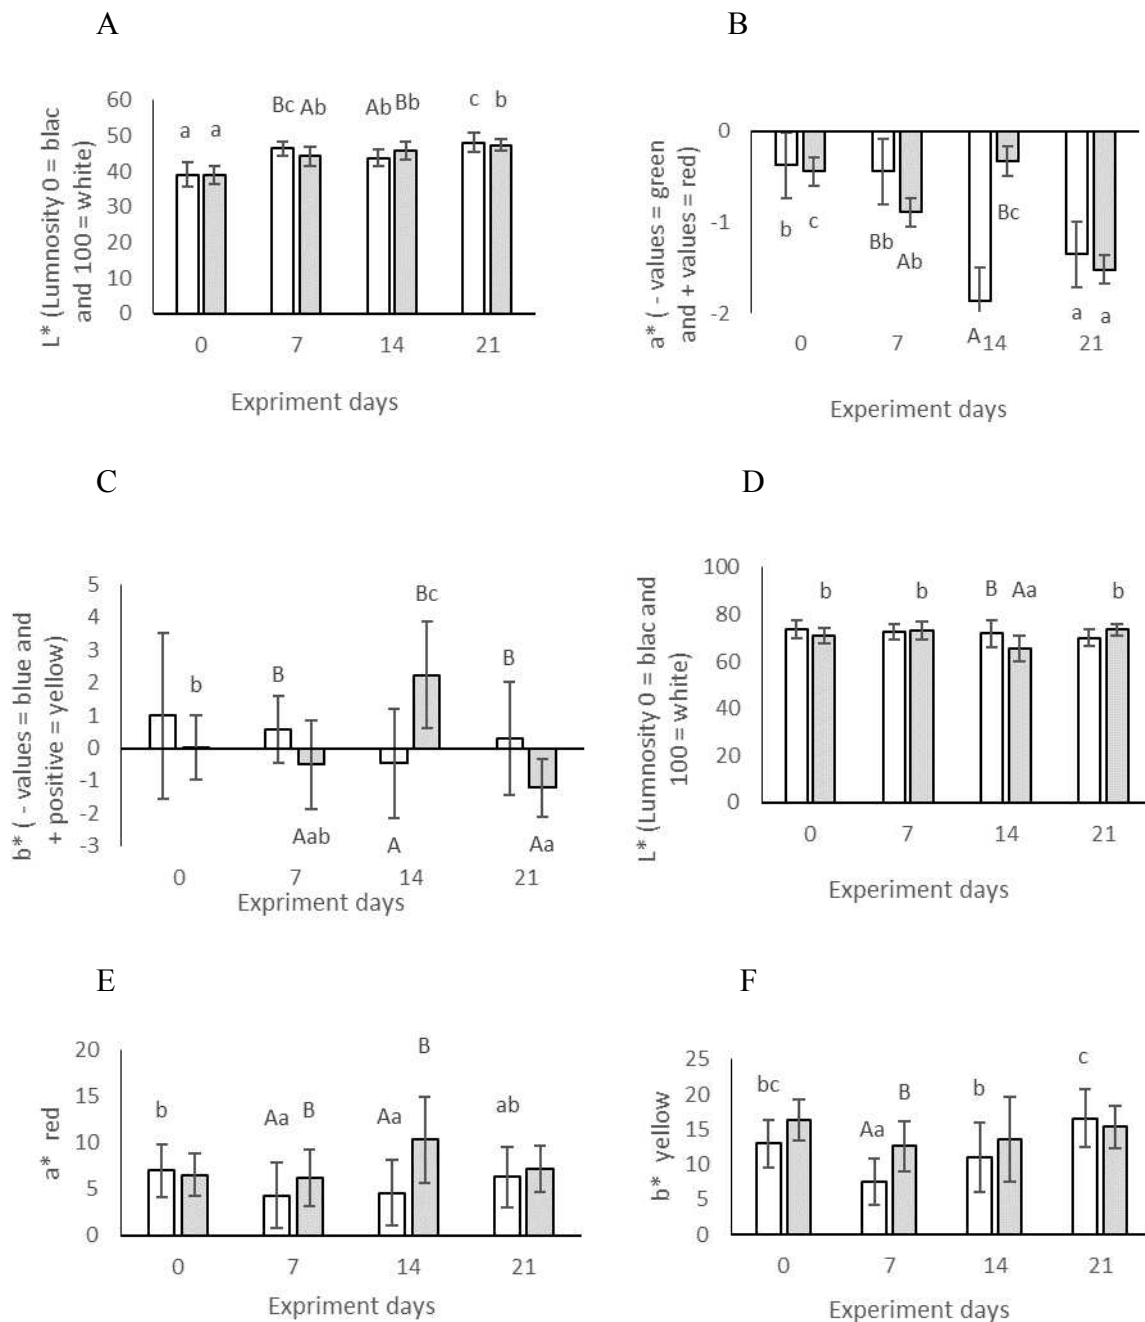 A
L* (Lumnosity 0 = blac
and 100 = white)
60
50
40
30
20
10
0
a a Bc Ab Ab Bb c b
0 7 14 21
Expriment days
B
a* ( - values = green
and + values = red)
0
-1
-2
b c Bb Ab A Bc a a
0 7 14 21
Experiment days
C
b* ( - values = blue and
+ positive = yellow)
5
4
3
2
1
0
-1
-2
-3
b B Aab A Bc B Aa
0 7 14 21
Expriment days
D
L* (Lumnosity 0 = blac and
100 = white)
100
80
60
40
20
0
b b B Aa b
0 7 14 21
Experiment days
E
a* red
20
15
10
5
0
b Aa B Aa B ab
0 7 14 21
Expriment days
F
b* yellow
25
20
15
10
5
0
bc Aa B b c
0 7 14 21
Expriment days